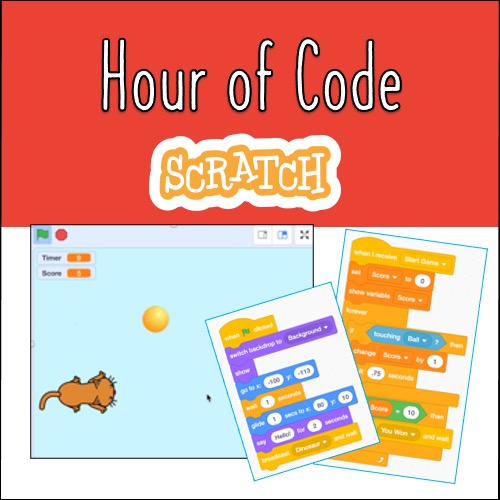 Hour of Code
SCRATCH
Timer 9
Score 5
when clicked
switch backdrop to Background
show
go to x: -100 y: -113
wait 1 seconds
glide 1 secs to x: 80 y: 10
say Hello! for 2 seconds
broadcast Dinosaur and wait
when I receive Start Game
set Score to 0
show variable Score
forever
if touching Ball ? then
change Score by 1
.75 seconds
Score = 10 then
You Won and wait